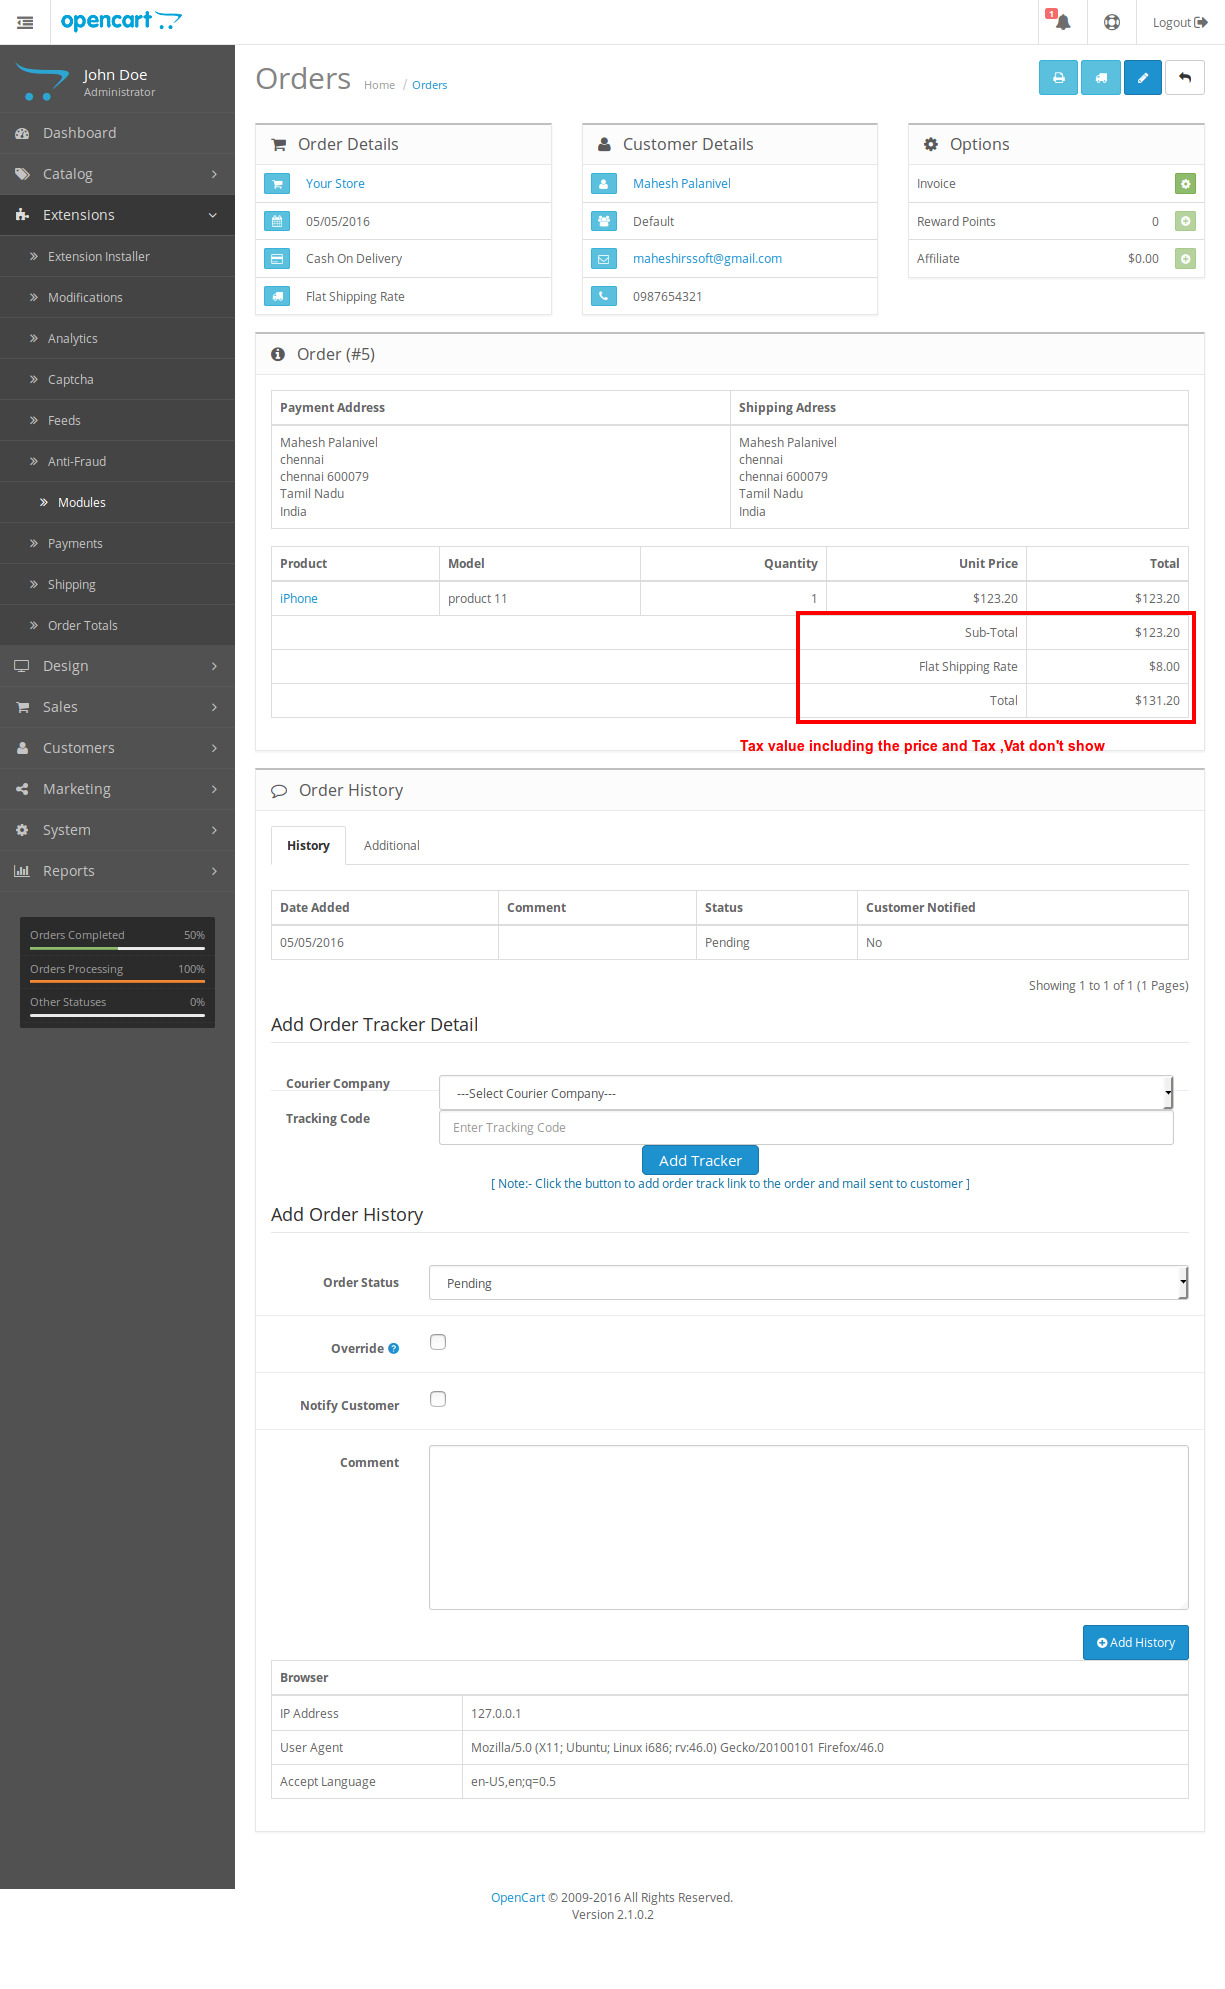 opencart
1
Logout
John Doe
Administrator
Dashboard
Catalog
Extensions
Extension Installer
Modifications
Analytics
Captcha
Feeds
Anti-Fraud
Modules
Payments
Shipping
Order Totals
Design
Sales
Customers
Marketing
System
Reports
Orders Completed 50%
Orders Processing 100%
Other Statuses 0%
Orders Home / Orders
Order Details
Your Store
05/05/2016
Cash On Delivery
Flat Shipping Rate
Customer Details
Mahesh Palanivel
Default
maheshirssoft@gmail.com
0987654321
Options
Invoice
Reward Points 0
Affiliate $0.00
Order (#5)
Payment Address Shipping Adress
Mahesh Palanivel Mahesh Palanivel
chennai chennai
chennai 600079 chennai 600079
Tamil Nadu Tamil Nadu
India India
Product Model Quantity Unit Price Total
iPhone product 11 1 $123.20 $123.20
Sub-Total $123.20
Flat Shipping Rate $8.00
Total $131.20
Tax value including the price and Tax ,Vat don't show
Order History
History Additional
Date Added Comment Status Customer Notified
05/05/2016 Pending No
Showing 1 to 1 of 1 (1 Pages)
Add Order Tracker Detail
Courier Company ---Select Courier Company---
Tracking Code Enter Tracking Code
Add Tracker
[ Note:- Click the button to add order track link to the order and mail sent to customer ]
Add Order History
Order Status Pending
Override ?
Notify Customer
Comment
Add History
Browser
IP Address 127.0.0.1
User Agent Mozilla/5.0 (X11; Ubuntu; Linux i686; rv:46.0) Gecko/20100101 Firefox/46.0
Accept Language en-US,en;q=0.5
OpenCart © 2009-2016 All Rights Reserved.
Version 2.1.0.2